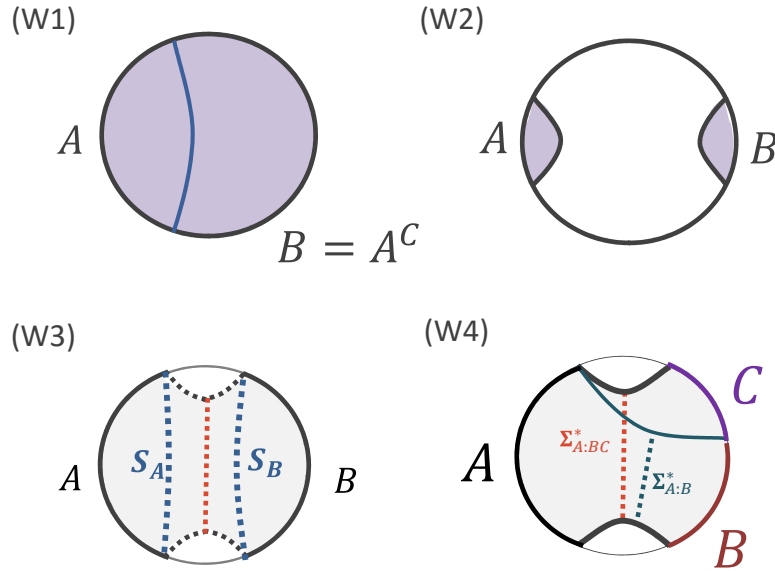 (W1)
A
B = A^C
(W2)
A
B
(W3)
A
S_A
S_B
B
(W4)
A
Σ*_{A:BC}
Σ*_{A:B}
C
B